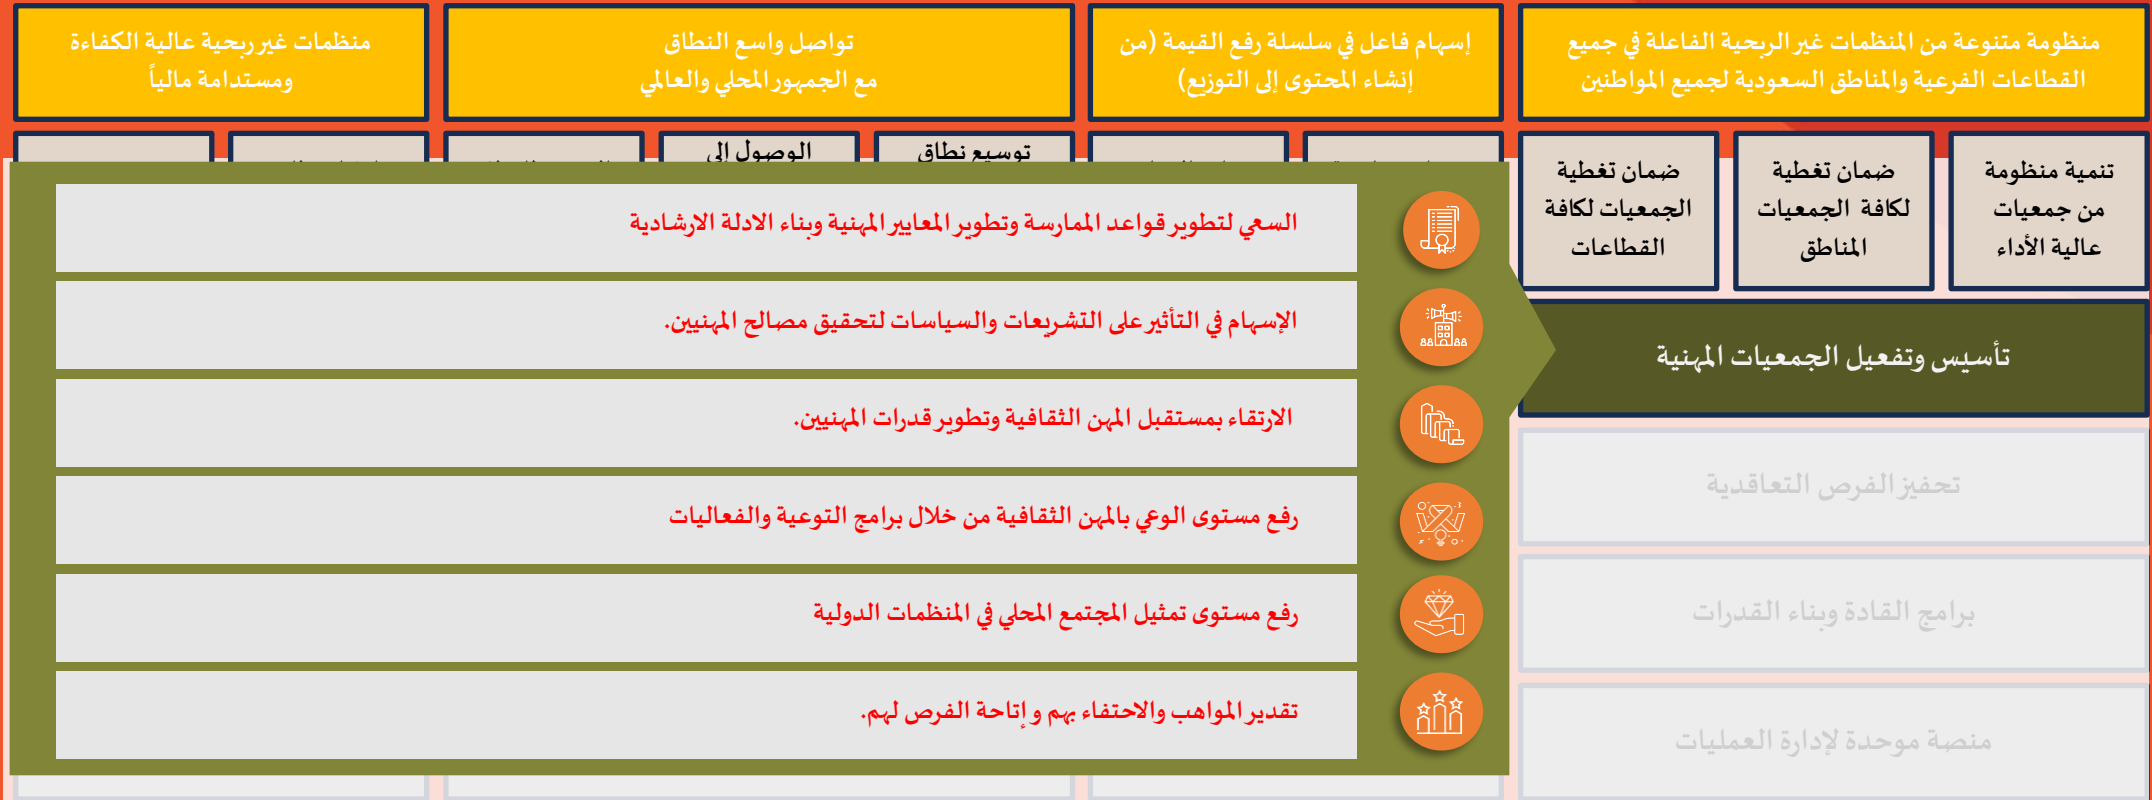 منظومة متنوعة من المنظمات غير الربحية الفاعلة في جميع
القطاعات الفرعية والمناطق السعودية لجميع المواطنين
إسهام فاعل في سلسلة رفع القيمة (من
إنشاء المحتوى إلى التوزيع)
تواصل واسع النطاق
مع الجمهور المحلي والعالمي
منظمات غير ربحية عالية الكفاءة
ومستدامة مالياً
تنمية منظومة
من جمعيات
عالية الأداء
ضمان تغطية
لكافة الجمعيات
المناطق
ضمان تغطية
الجمعيات لكافة
القطاعات
توسيع نطاق
الوصول إلى
تأسيس وتفعيل الجمعيات المهنية
السعي لتطوير قواعد الممارسة وتطوير المعايير المهنية وبناء الادلة الارشادية
الإسهام في التأثير على التشريعات والسياسات لتحقيق مصالح المهنيين.
الارتقاء بمستقبل المهن الثقافية وتطوير قدرات المهنيين.
رفع مستوى الوعي بالمهن الثقافية من خلال برامج التوعية والفعاليات
رفع مستوى تمثيل المجتمع المحلي في المنظمات الدولية
تقدير المواهب والاحتفاء بهم و إتاحة الفرص لهم.
تحفيز الفرص التعاقدية
برامج القادة وبناء القدرات
منصة موحدة لإدارة العمليات